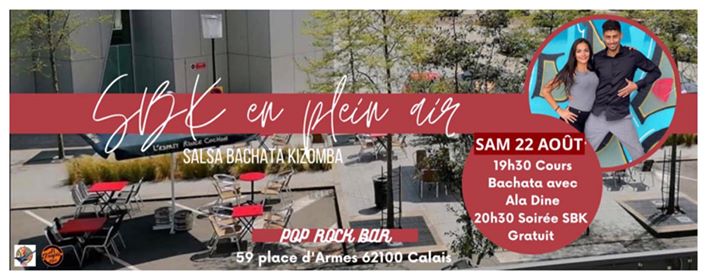 SBK en plein air
SALSA BACHATA KIZOMBA
L'ESPRIT
SAM 22 AOÛT
19h30 Cours
Bachata avec
Ala Dine
20h30 Soirée SBK
Gratuit
POP ROCK BAR
59 place d'Armes 62100 Calais